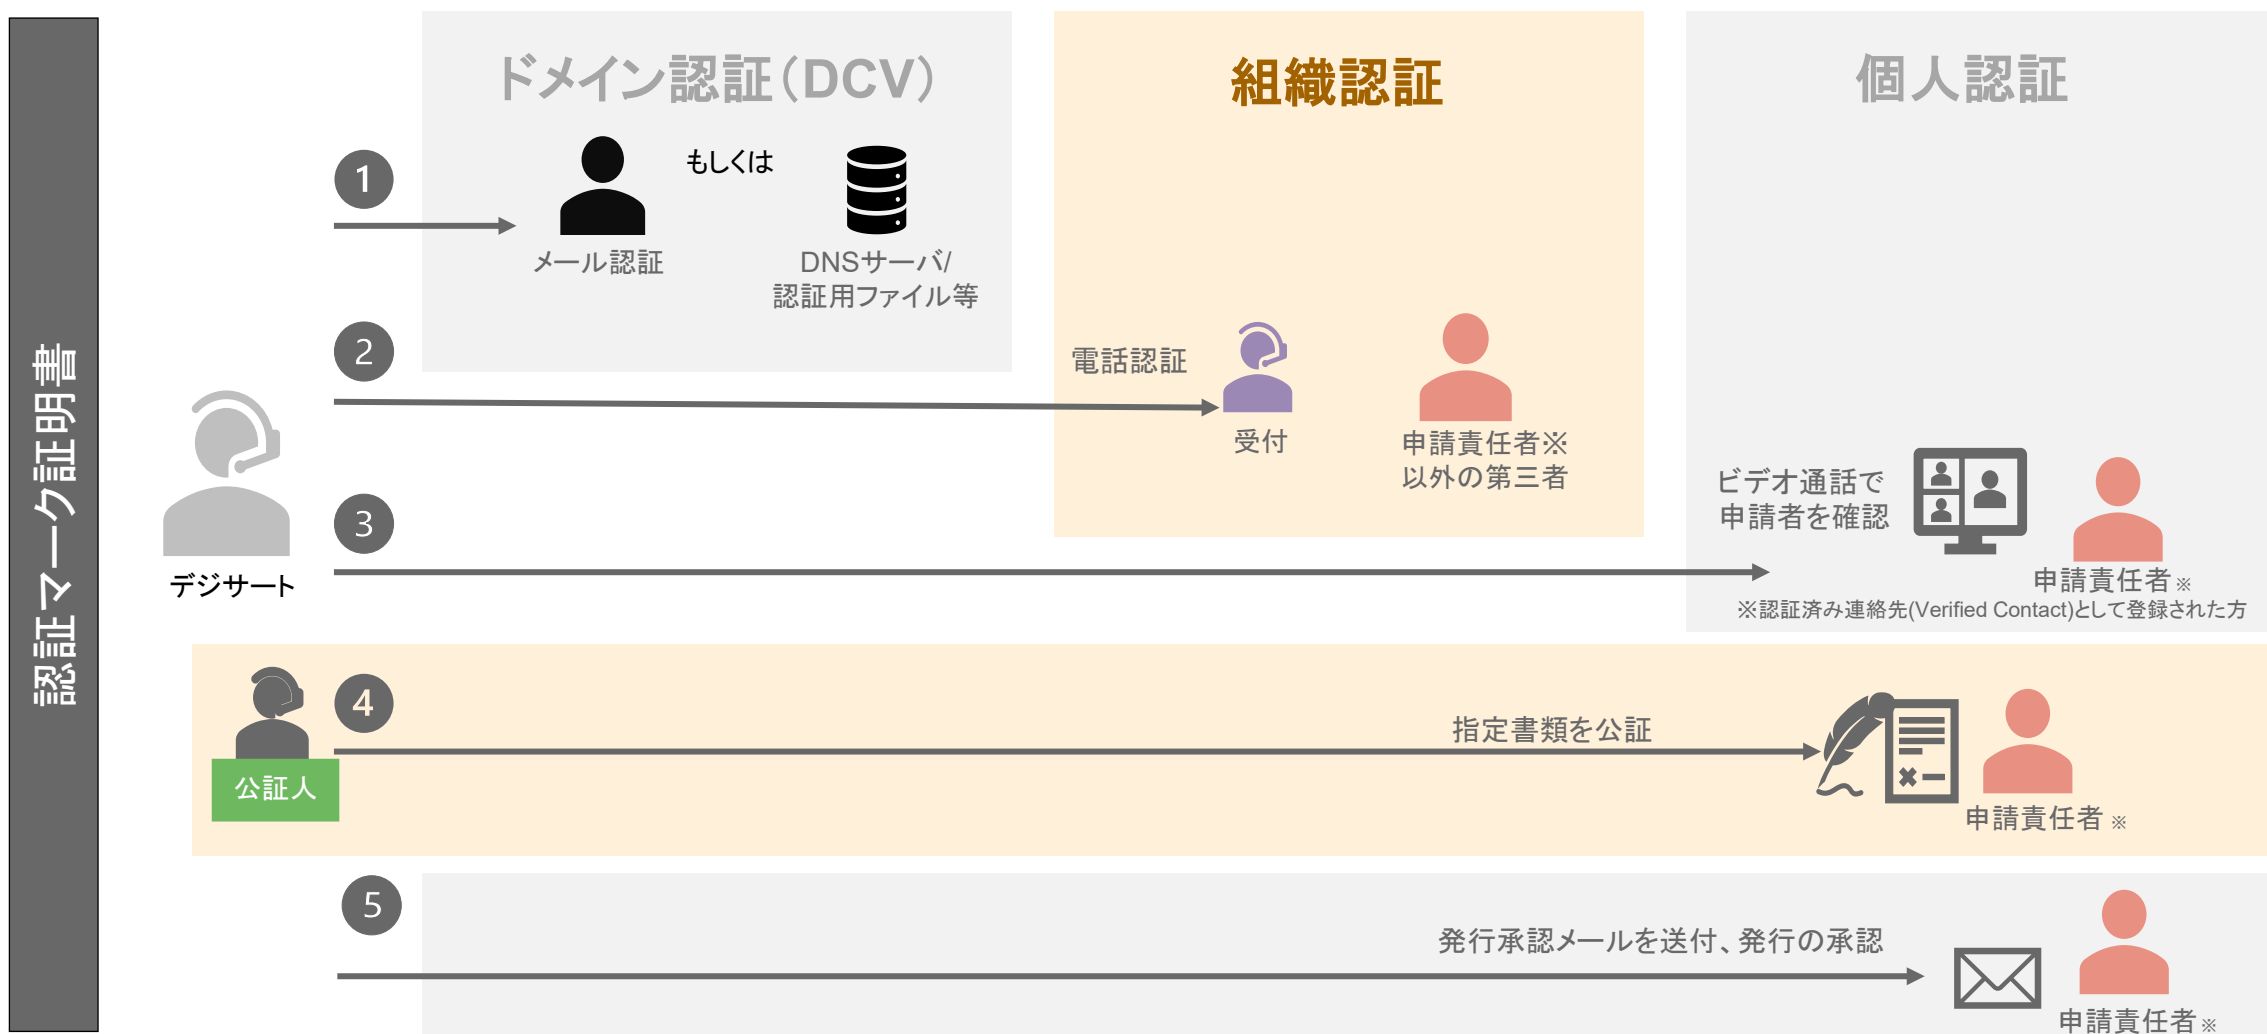 認証マーク証明書
ドメイン認証（DCV）
組織認証
個人認証
1
もしくは
メール認証
DNSサーバ/
認証用ファイル等
2
電話認証
受付
申請責任者※
以外の第三者
デジサート
3
ビデオ通話で
申請者を確認
申請責任者※
※認証済み連絡先(Verified Contact)として登録された方
4
公証人
指定書類を公証
申請責任者※
5
発行承認メールを送付、発行の承認
申請責任者※